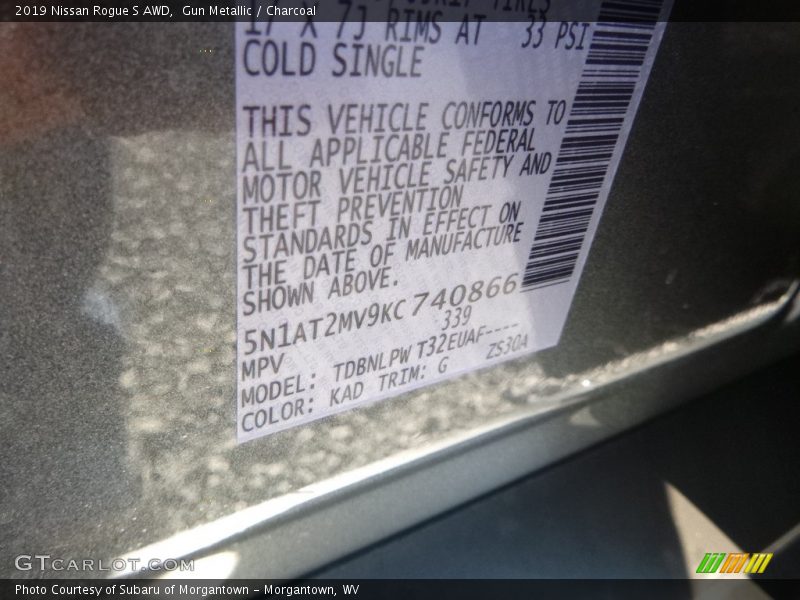 2019 Nissan Rogue S AWD,  Gun Metallic / Charcoal
17 X 7J RIMS AT 33 PSI
COLD SINGLE
THIS VEHICLE CONFORMS TO
ALL APPLICABLE FEDERAL
MOTOR VEHICLE SAFETY AND
THEFT PREVENTION
STANDARDS IN EFFECT ON
THE DATE OF MANUFACTURE
SHOWN ABOVE.
5N1AT2MV9KC740866
MPV 339
MODEL: TDBNLPW T32EUAF----
COLOR: KAD TRIM: G ZS30A
GTCARLOT.COM
Photo Courtesy of Subaru of Morgantown – Morgantown, WV